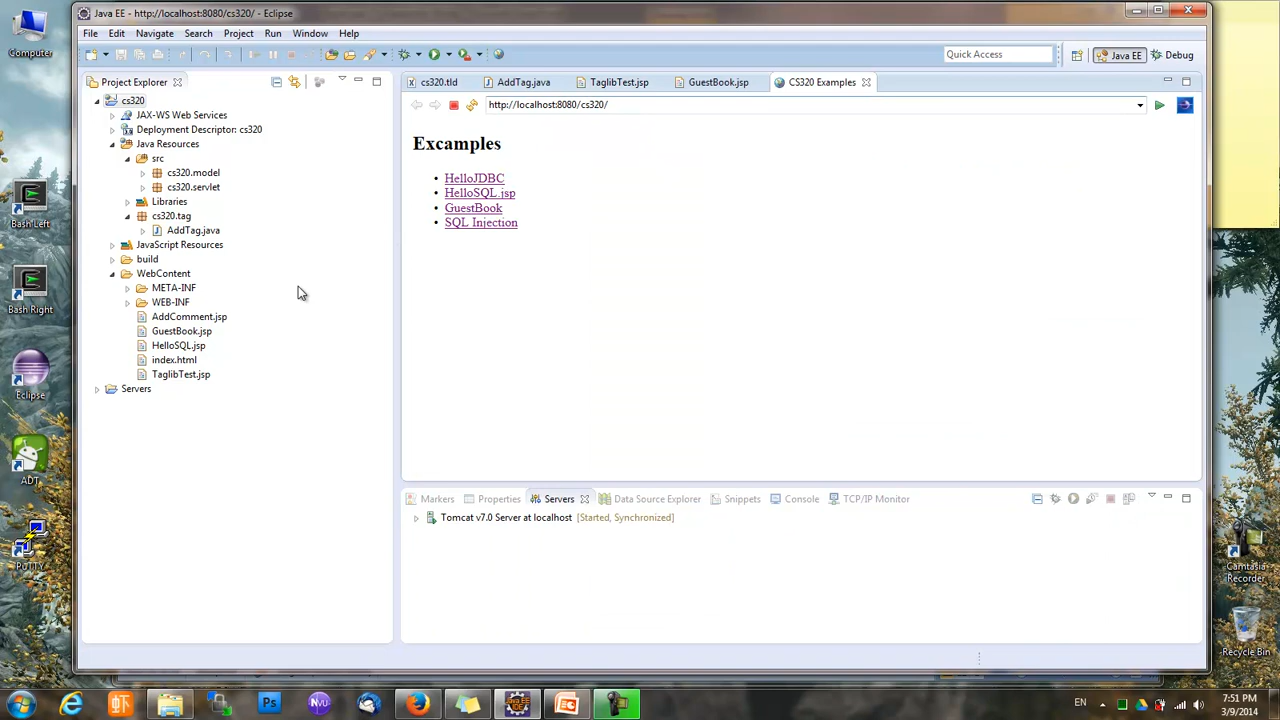 Java EE - http://localhost:8080/cs320/ - Eclipse
File Edit Navigate Search Project Run Window Help
Quick Access
Java EE
Debug
Project Explorer
cs320
JAX-WS Web Services
Deployment Descriptor: cs320
Java Resources
src
cs320.model
cs320.servlet
Libraries
cs320.tag
AddTag.java
JavaScript Resources
build
WebContent
META-INF
WEB-INF
AddComment.jsp
GuestBook.jsp
HelloSQL.jsp
index.html
TaglibTest.jsp
Servers
cs320.tld
AddTag.java
TaglibTest.jsp
GuestBook.jsp
CS320 Examples
http://localhost:8080/cs320/
Excamples
• HelloJDBC
• HelloSQL.jsp
• GuestBook
• SQL Injection
Markers
Properties
Servers
Data Source Explorer
Snippets
Console
TCP/IP Monitor
Tomcat v7.0 Server at localhost [Started, Synchronized]
Computer
Bash Left
Bash Right
Eclipse
ADT
PuTTY
Camtasia
Recorder
Recycle Bin
Ps
Nvu
EN
7:51 PM
3/9/2014